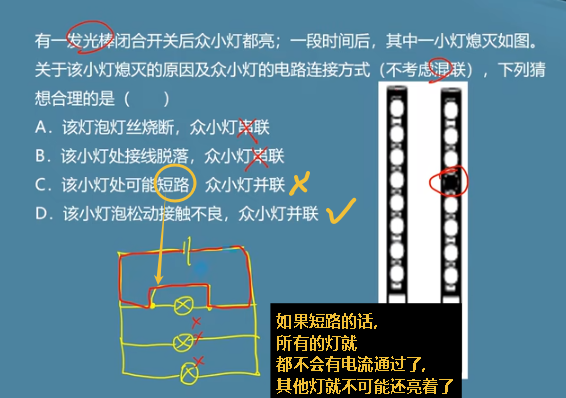 有一发光棒闭合开关后众小灯都亮；一段时间后，其中一小灯熄灭如图。
关于该小灯熄灭的原因及众小灯的电路连接方式（不考虑混联），下列猜
想合理的是（　　）
A．该灯泡灯丝烧断，众小灯串联
B．该小灯处接线脱落，众小灯串联
C．该小灯处可能短路　众小灯并联
D．该小灯泡松动接触不良，众小灯并联
如果短路的话，
所有的灯就
都不会有电流通过了，
其他灯就不可能还亮着了